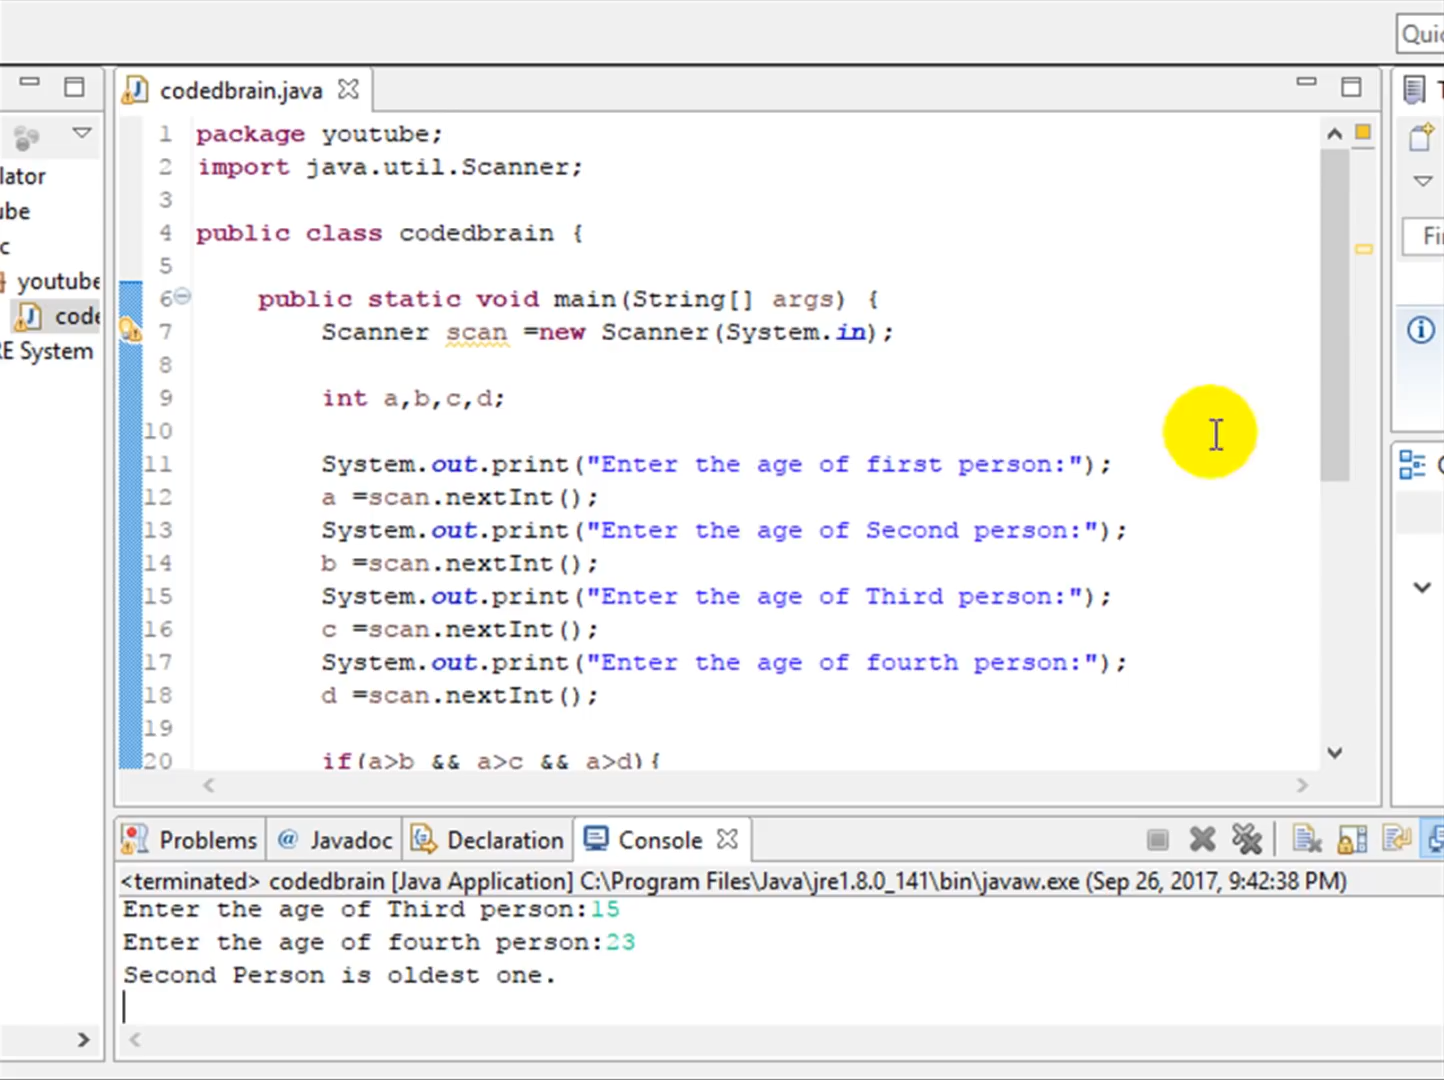 Quic
codedbrain.java
T
1 package youtube;
2 import java.util.Scanner;
3
4 public class codedbrain {
5
6 public static void main(String[] args) {
7 Scanner scan =new Scanner(System.in);
8
9 int a,b,c,d;
10
11 System.out.print("Enter the age of first person:");
12 a =scan.nextInt();
13 System.out.print("Enter the age of Second person:");
14 b =scan.nextInt();
15 System.out.print("Enter the age of Third person:");
16 c =scan.nextInt();
17 System.out.print("Enter the age of fourth person:");
18 d =scan.nextInt();
19
20 if(a>b && a>c && a>d){
lator
ube
c
youtube
code
RE System
Fir
Problems @ Javadoc Declaration Console
<terminated> codedbrain [Java Application] C:\Program Files\Java\jre1.8.0_141\bin\javaw.exe (Sep 26, 2017, 9:42:38 PM)
Enter the age of Third person:15
Enter the age of fourth person:23
Second Person is oldest one.